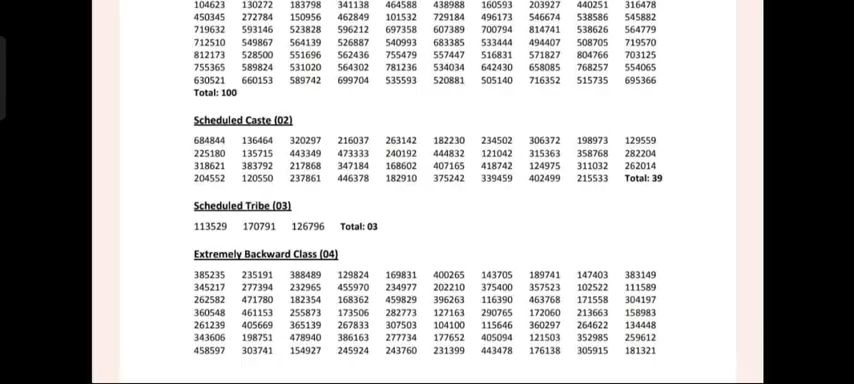 104623 130272 183798 341138 464588 438988 160593 203927 440251 316478
450345 272784 150956 462849 101532 729184 496173 546674 538586 545882
719632 593146 523828 596212 697358 607389 700794 814741 538626 564779
712510 549867 564139 526887 540993 683385 533444 494407 508705 719570
812173 528500 551696 562436 755479 557447 516831 571827 804766 703125
755365 589824 531020 564302 781236 534034 642430 658085 768257 554065
630521 660153 589742 699704 535593 520881 505140 716352 515735 695366
Total: 100
Scheduled Caste (02)
684844 136464 320297 216037 263142 182230 234502 306372 198973 129559
225180 135715 443349 473333 240192 444832 121042 315363 358768 282204
318621 383792 217868 347184 168602 407165 418742 124975 311032 262014
204552 120550 237861 446378 182910 375242 339459 402499 215533 Total: 39
Scheduled Tribe (03)
113529 170791 126796 Total: 03
Extremely Backward Class (04)
385235 235191 388489 129824 169831 400265 143705 189741 147403 383149
345217 277394 232965 455970 234977 202210 375400 357523 102522 111589
262582 471780 182354 168362 459829 396263 116390 463768 171558 304197
360548 461153 255873 173506 282773 127163 290765 172060 213663 158983
261239 405669 365139 267833 307503 104100 115646 360297 264622 134448
343606 198751 478940 386163 277734 177652 405094 121503 352985 259612
458597 303741 154927 245924 243760 231399 443478 176138 305915 181321